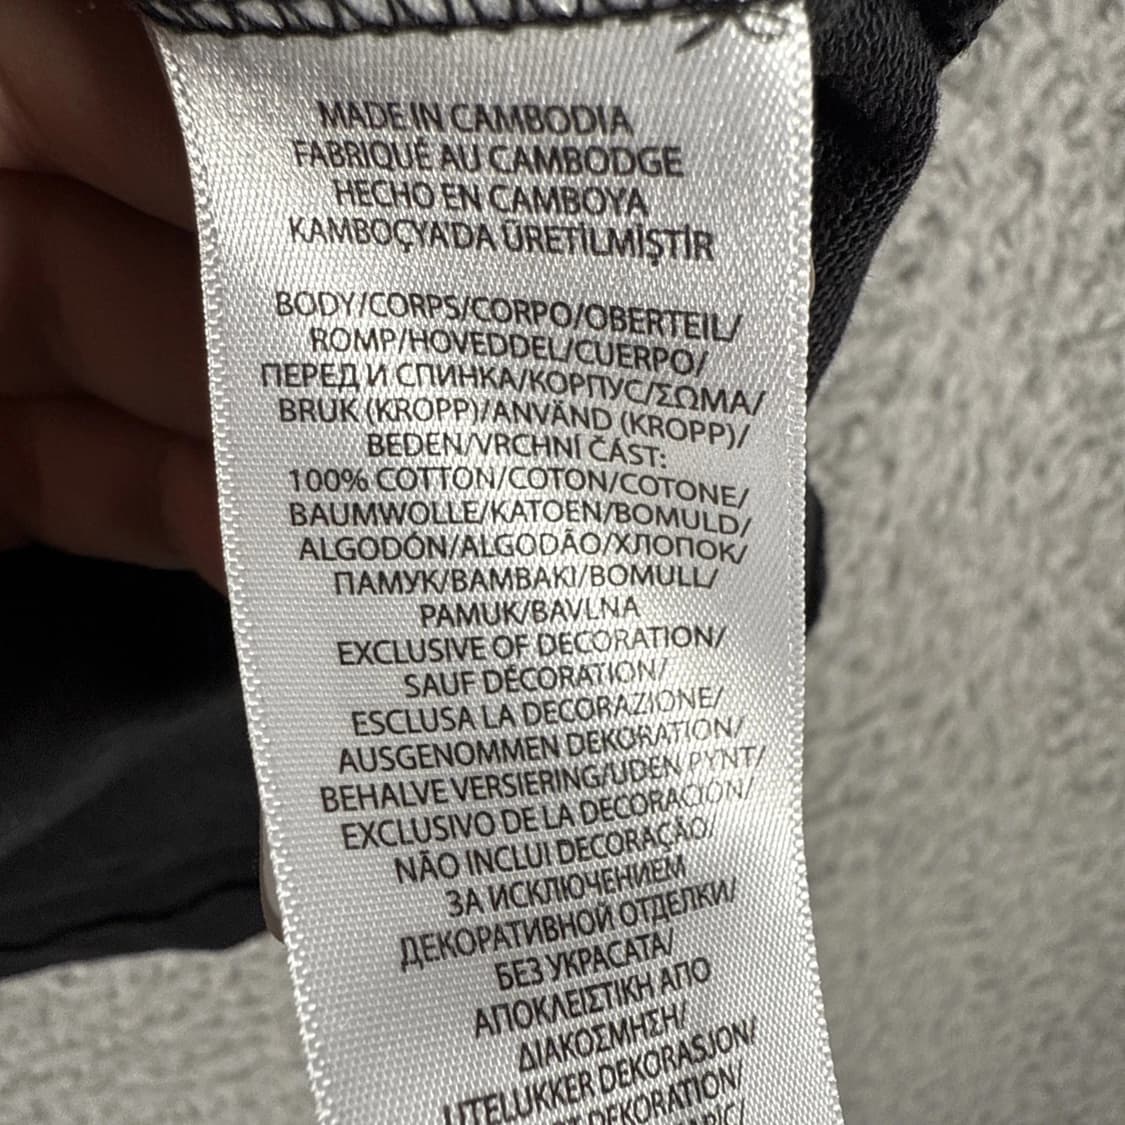 MADE IN CAMBODIA
FABRIQUÉ AU CAMBODGE
HECHO EN CAMBOYA
KAMBOÇYADA ÜRETİLMİŞTİR
BODY/CORPS/CORPO/OBERTEIL/
ROMP/HOVEDDEL/CUERPO/
ПЕРЕД И СПИНКА/КОРПУС/ΣΩΜΑ/
BRUK (KROPP)/ANVÄND (KROPP)/
BEDEN/VRCHNÍ ČÁST:
100% COTTON/COTON/COTONE/
BAUMWOLLE/KATOEN/BOMULD/
ALGODÓN/ALGODÃO/ХЛОПОК/
ПАМУК/ΒΑΜΒΑΚΙ/BOMULL/
PAMUK/BAVLNA
EXCLUSIVE OF DECORATION/
SAUF DÉCORATION/
ESCLUSA LA DECORAZIONE/
AUSGENOMMEN DEKORATION/
BEHALVE VERSIERING/UDEN PYNT/
EXCLUSIVO DE LA DECORACIÓN/
NÃO INCLUI DECORAÇÃO/
ЗА ИСКЛЮЧЕНИЕМ
ДЕКОРАТИВНОЙ ОТДЕЛКИ/
БЕЗ УКРАСАТА/
ΑΠΟΚΛΕΙΣΤΙΚΗ ΑΠΟ
ΔΙΑΚΟΣΜΗΣΗ/
UTELUKKER DEKORASJON/
DEKORATION/